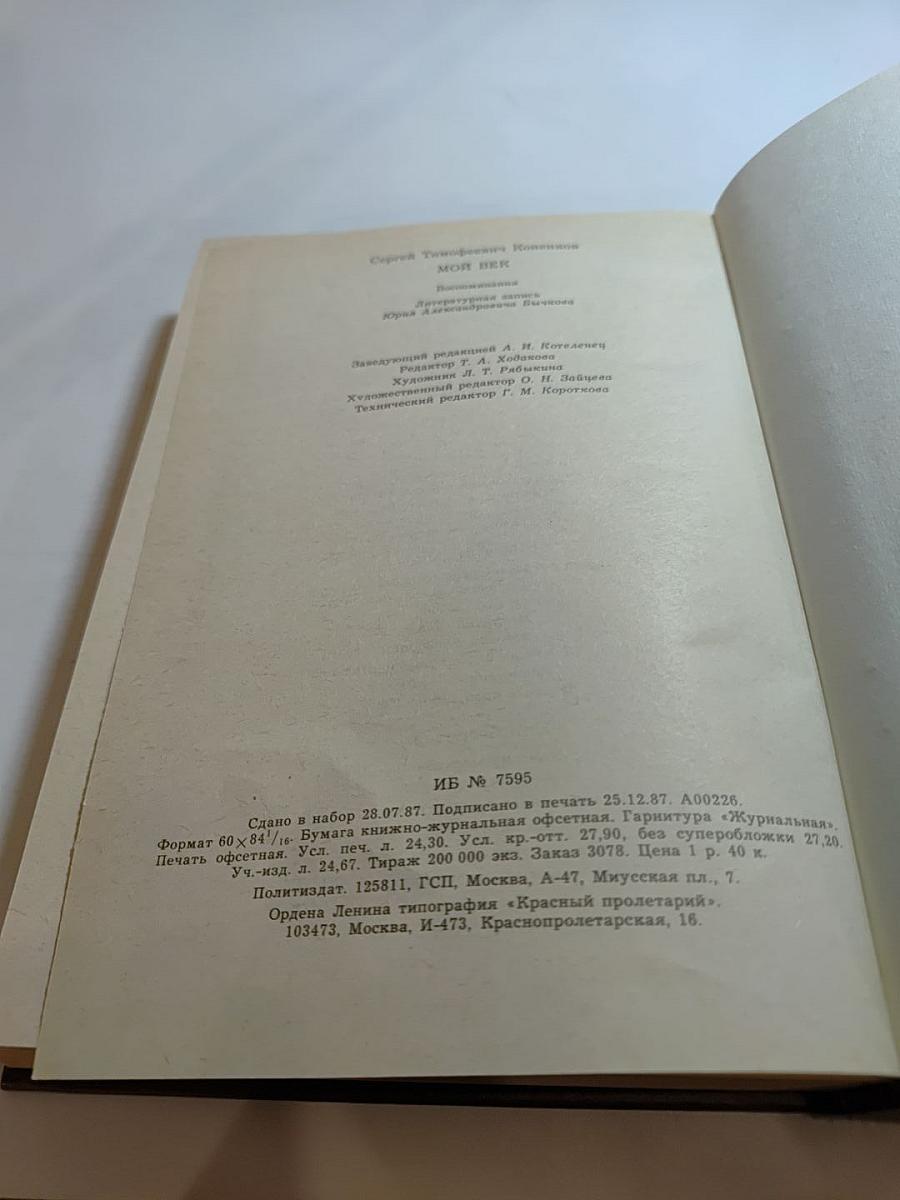 Сергей Тимофеевич Коненков
МОЙ ВЕК
Воспоминания
Литературная запись
Юрия Александровича Бычкова
Заведующий редакцией А. И. Котеленец
Редактор Т. А. Ходакова
Художник Л. Т. Рябыкина
Художественный редактор О. Н. Зайцева
Технический редактор Г. М. Короткова
ИБ № 7595
Сдано в набор 28.07.87. Подписано в печать 25.12.87. А00226.
Формат 60×84¹/₁₆. Бумага книжно-журнальная офсетная. Гарнитура «Журнальная».
Печать офсетная. Усл. печ. л. 24,30. Усл. кр.-отт. 27,90, без суперобложки 27,20.
Уч.-изд. л. 24,67. Тираж 200 000 экз. Заказ 3078. Цена 1 р. 40 к.
Политиздат. 125811, ГСП, Москва, А-47, Миусская пл., 7.
Ордена Ленина типография «Красный пролетарий».
103473, Москва, И-473, Краснопролетарская, 16.